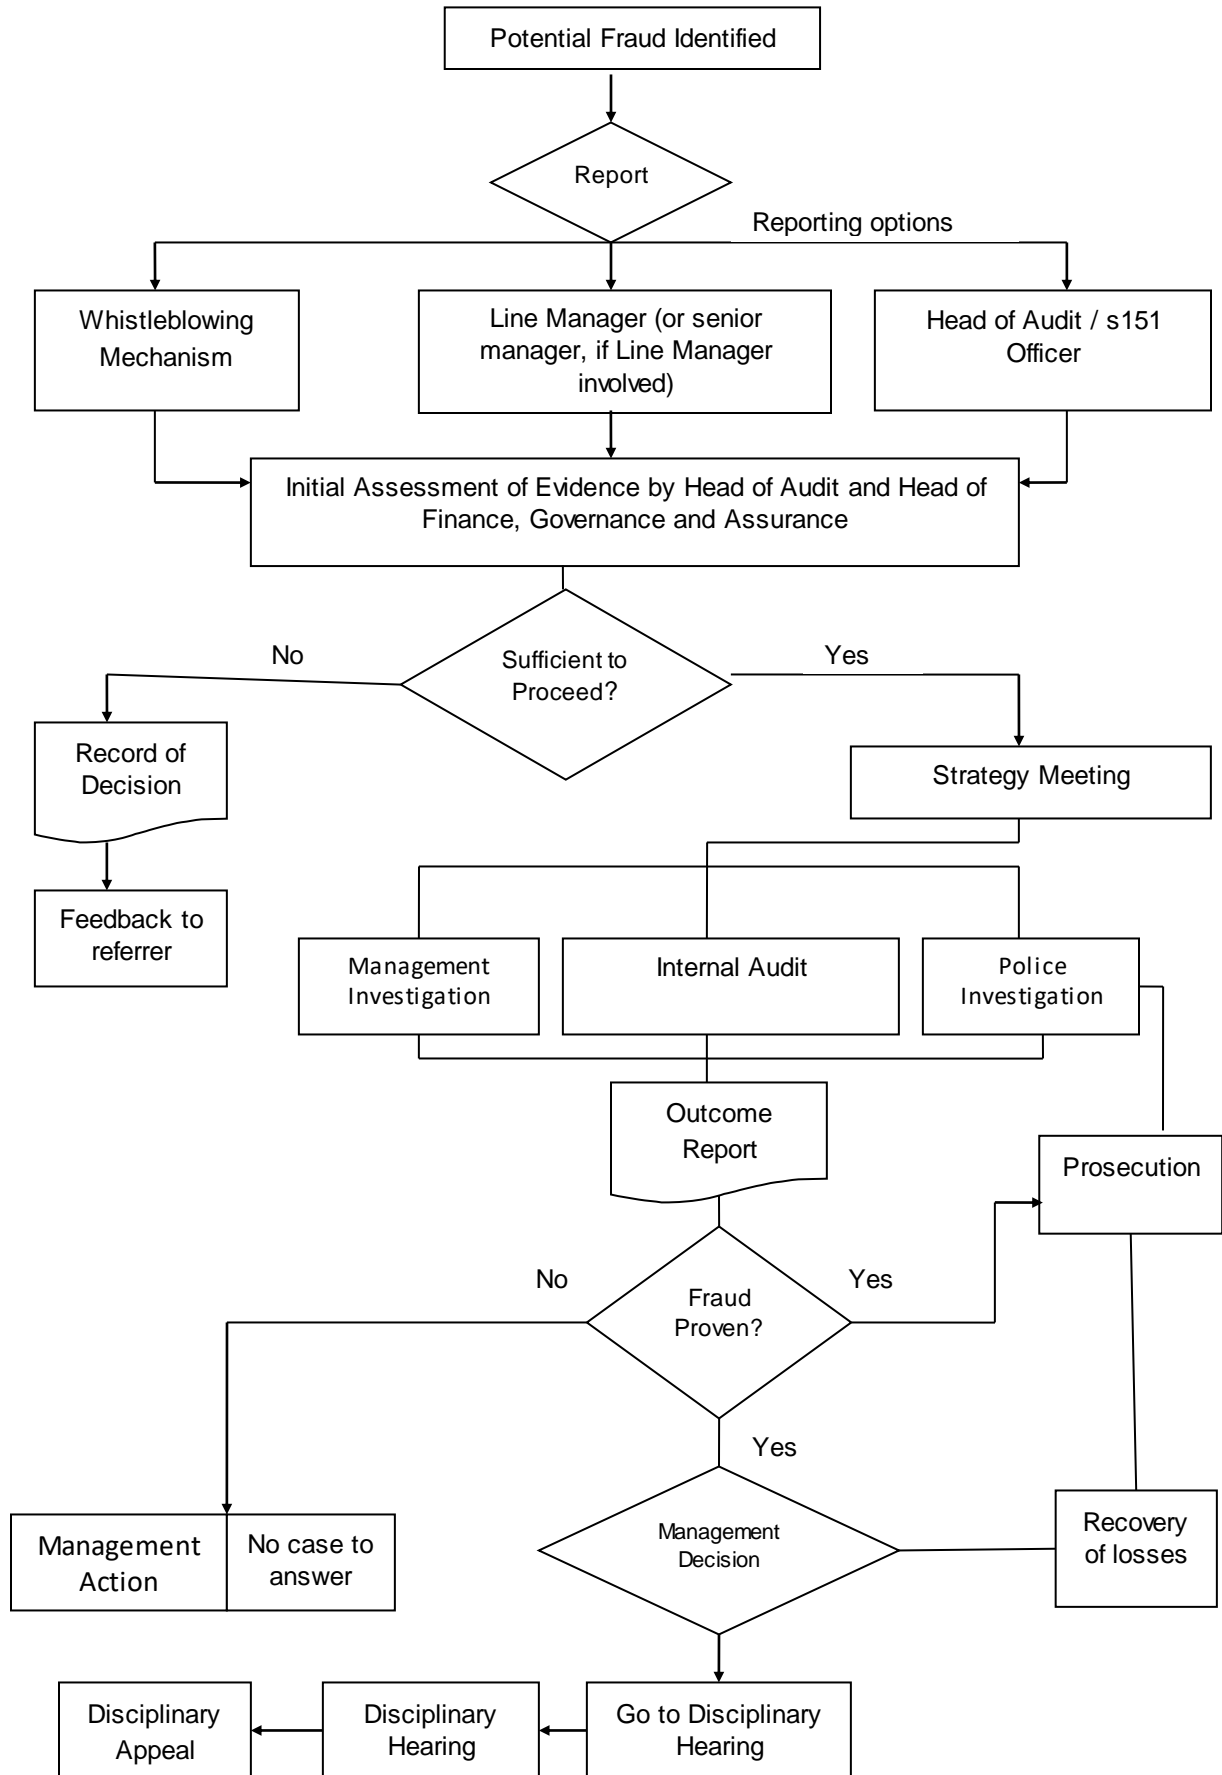 Potential Fraud Identified
Report
Reporting options
Whistleblowing
Mechanism
Line Manager (or senior
manager, if Line Manager
involved)
Head of Audit / s151
Officer
Initial Assessment of Evidence by Head of Audit and Head of
Finance, Governance and Assurance
No
Sufficient to
Proceed?
Yes
Record of
Decision
Strategy Meeting
Feedback to
referrer
Management
Investigation
Internal Audit
Police
Investigation
Outcome
Report
Prosecution
No
Fraud
Proven?
Yes
Yes
Management
Action
No case to
answer
Management
Decision
Recovery
of losses
Disciplinary
Appeal
Disciplinary
Hearing
Go to Disciplinary
Hearing